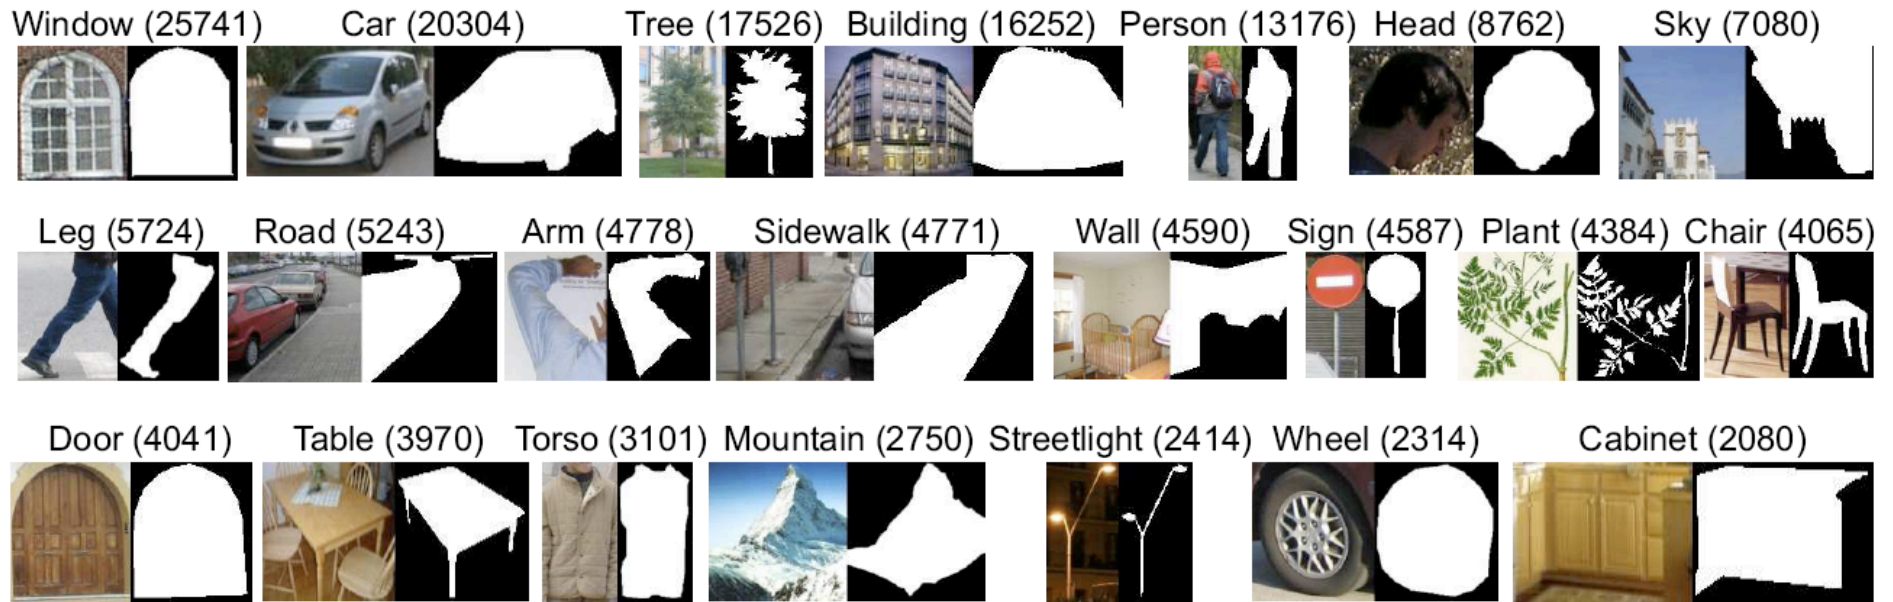 Window (25741) Car (20304) Tree (17526) Building (16252) Person (13176) Head (8762) Sky (7080)
Leg (5724) Road (5243) Arm (4778) Sidewalk (4771) Wall (4590) Sign (4587) Plant (4384) Chair (4065)
Door (4041) Table (3970) Torso (3101) Mountain (2750) Streetlight (2414) Wheel (2314) Cabinet (2080)